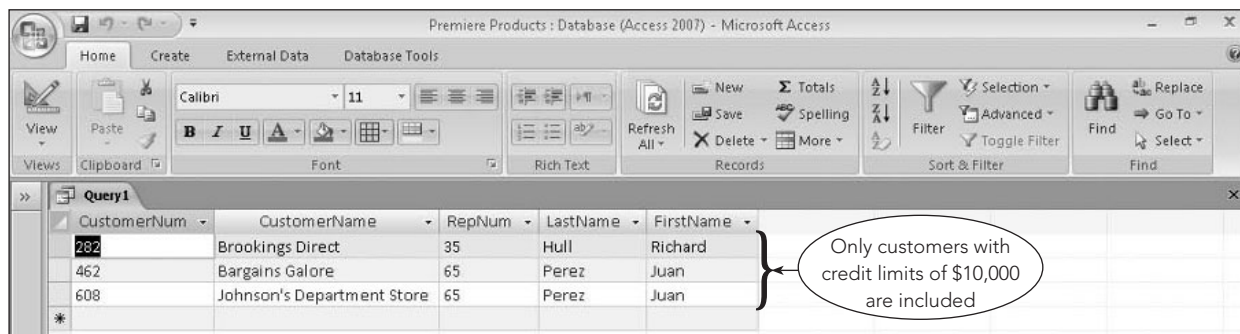 Premiere Products : Database (Access 2007) - Microsoft Access
Home Create External Data Database Tools
View
Views
Paste
Clipboard
Calibri 11
B I U A
Font
Rich Text
Refresh All
New
Save
Delete
Σ Totals
Spelling
More
Records
Filter
Selection
Advanced
Toggle Filter
Sort & Filter
Find
Replace
Go To
Select
Find
Query1
CustomerNum CustomerName RepNum LastName FirstName
282 Brookings Direct 35 Hull Richard
462 Bargains Galore 65 Perez Juan
608 Johnson's Department Store 65 Perez Juan
Only customers with
credit limits of $10,000
are included